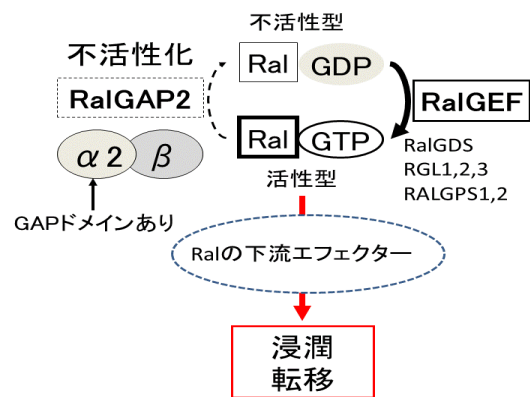 不活性型
不活性化
Ral GDP
RalGAP2
RalGEF
α2 β
Ral GTP
RalGDS
RGL1,2,3
RALGPS1,2
活性型
GAPドメインあり
Ralの下流エフェクター
浸潤
転移